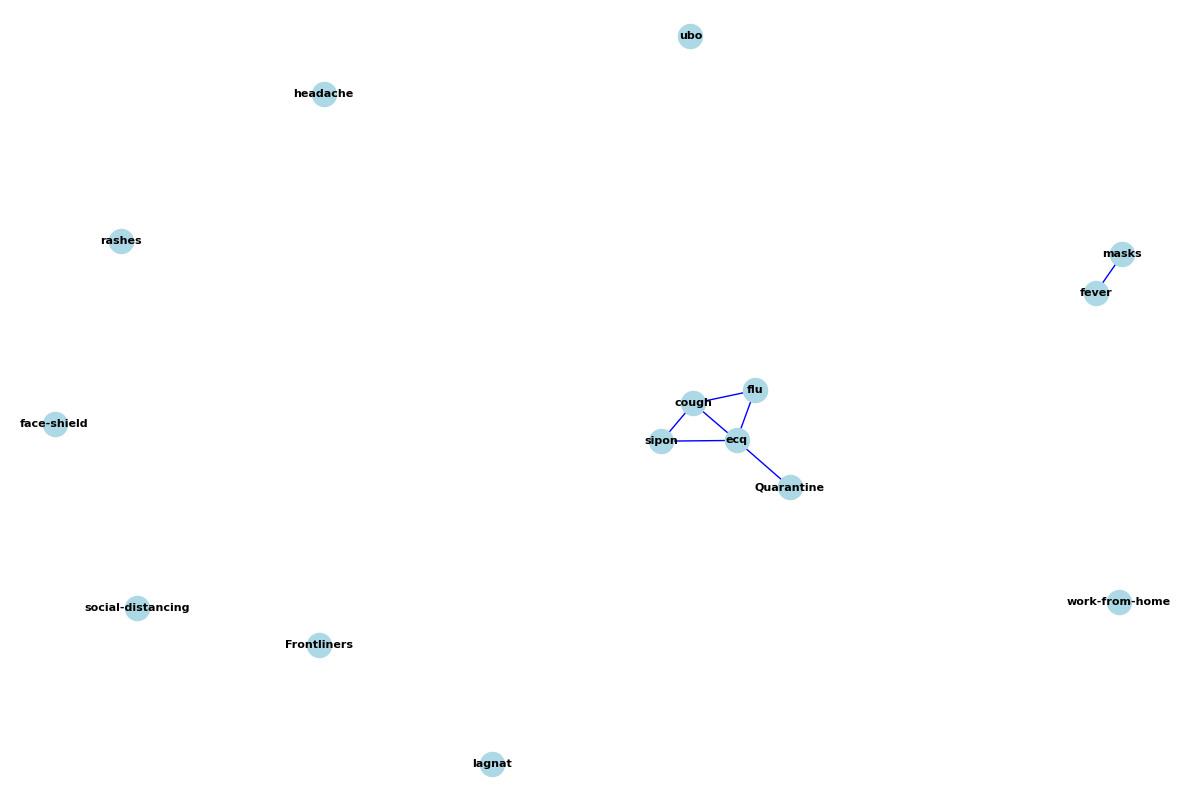 ubo
headache
rashes
masks
fever
flu
cough
face-shield
sipon
ecq
Quarantine
work-from-home
social-distancing
Frontliners
lagnat